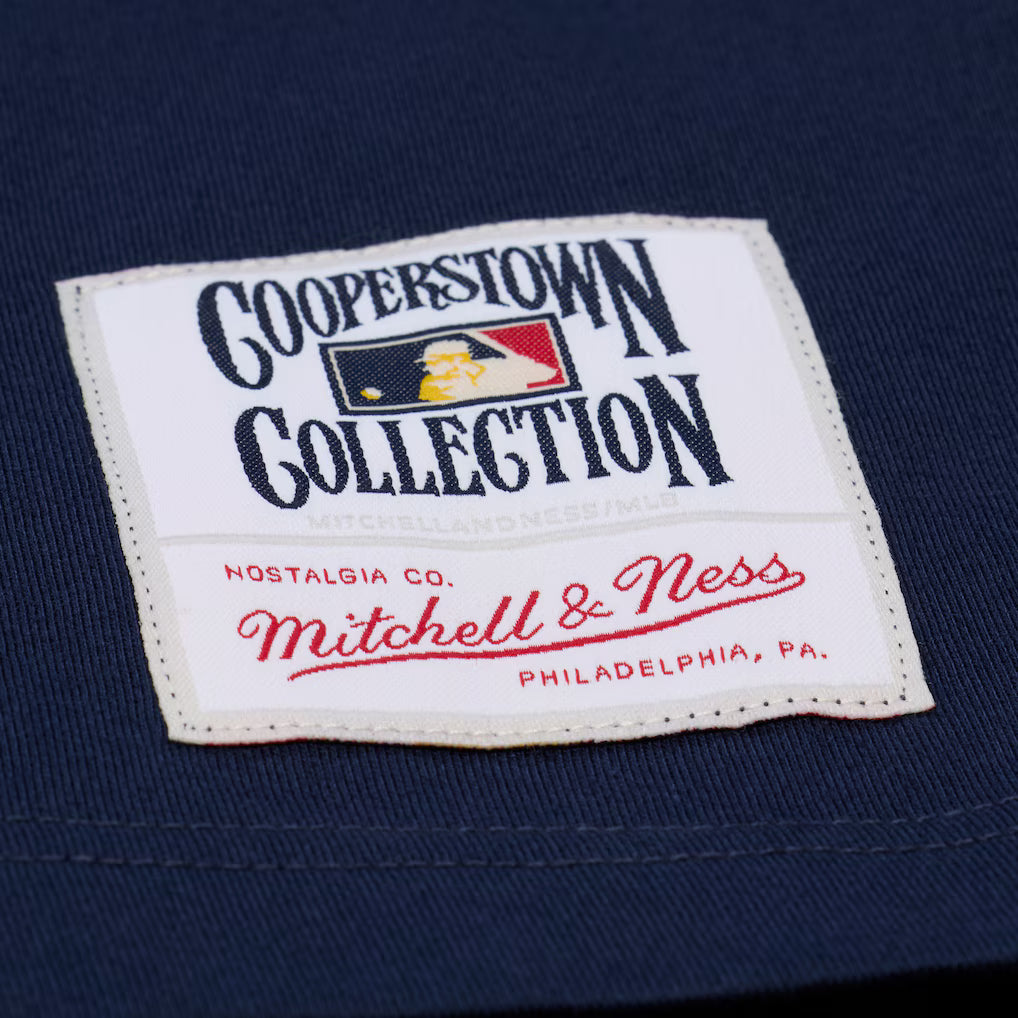 COOPERSTOWN
COLLECTION
MITCHELLANDNESS/MLB
NOSTALGIA CO.
Mitchell & Ness
PHILADELPHIA, PA.